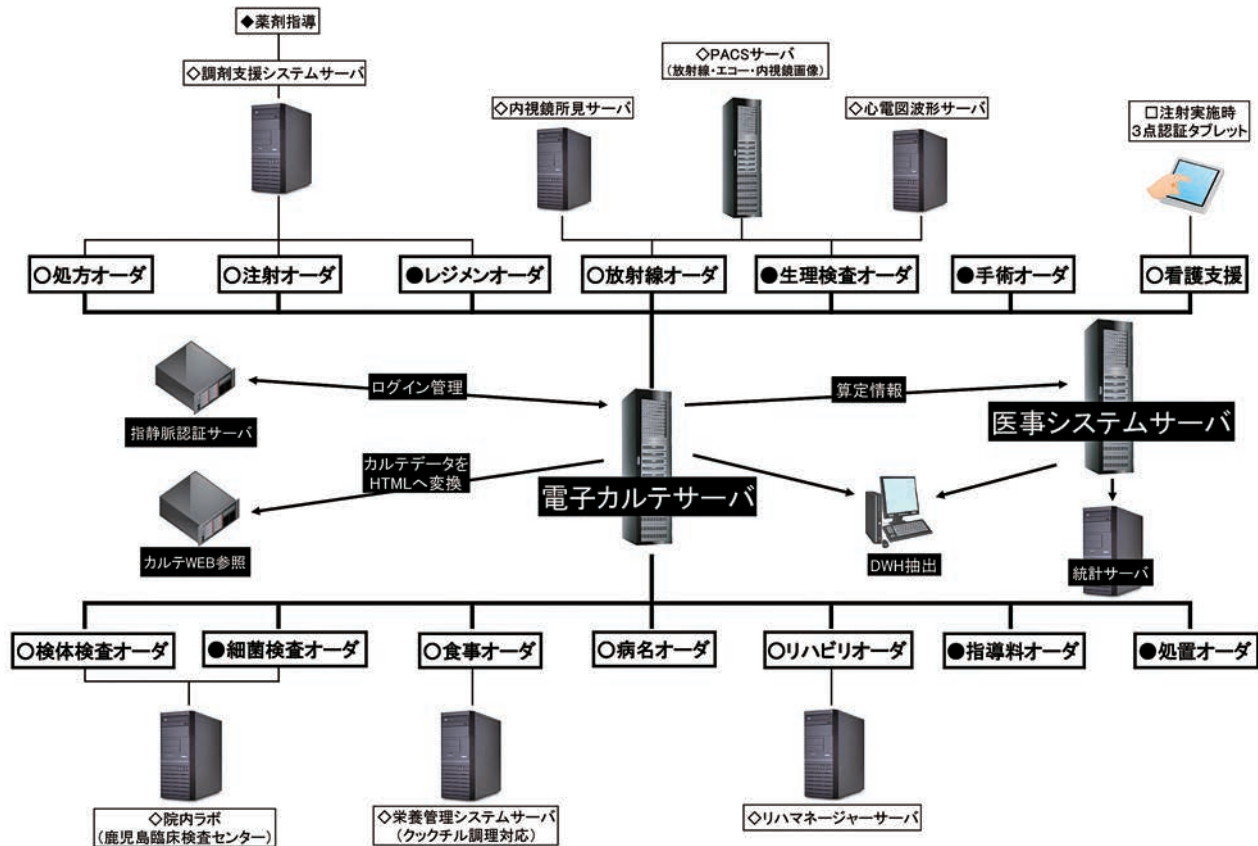 ◆薬剤指導
◇調剤支援システムサーバ
◇PACSサーバ
(放射線・エコー・内視鏡画像)
◇内視鏡所見サーバ
◇心電図波形サーバ
□注射実施時
3点認証タブレット
○処方オーダ
○注射オーダ
●レジメンオーダ
○放射線オーダ
●生理検査オーダ
●手術オーダ
○看護支援
ログイン管理
算定情報
指静脈認証サーバ
医事システムサーバ
カルテデータを
HTMLへ変換
電子カルテサーバ
カルテWEB参照
DWH抽出
統計サーバ
○検体検査オーダ
●細菌検査オーダ
○食事オーダ
○病名オーダ
○リハビリオーダ
●指導料オーダ
●処置オーダ
◇院内ラボ
(鹿児島臨床検査センター)
◇栄養管理システムサーバ
(クックチル調理対応)
◇リハマネージャーサーバ